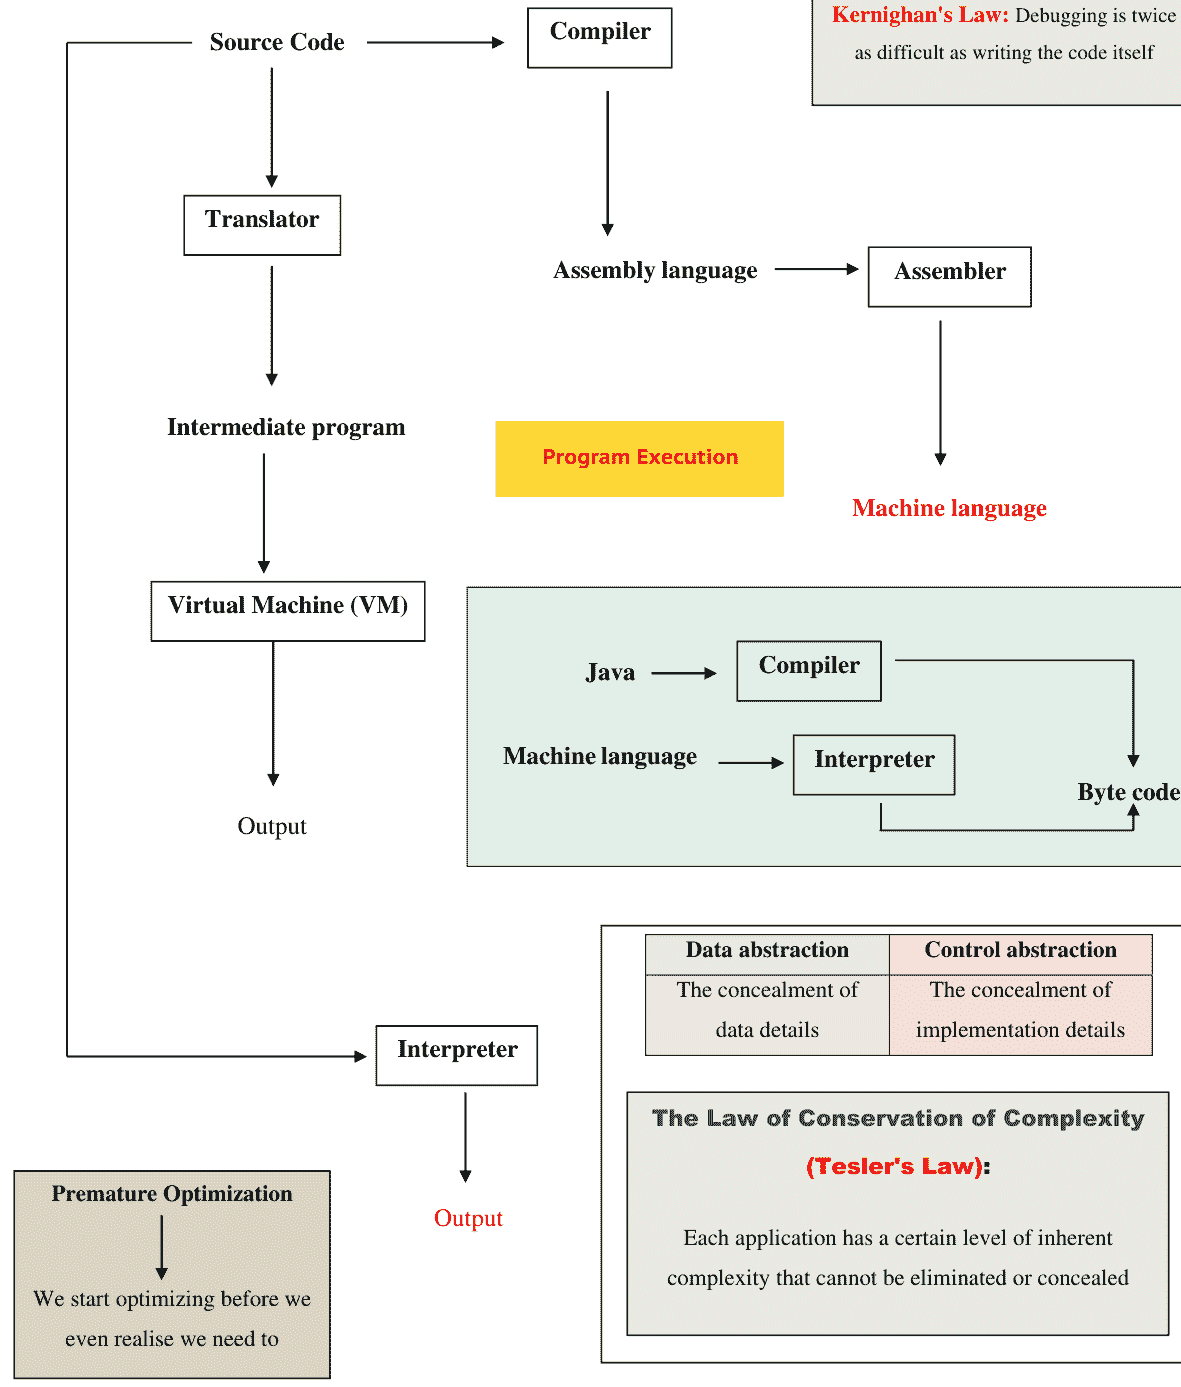 Source Code
Compiler
Kernighan's Law: Debugging is twice
as difficult as writing the code itself
Translator
Assembly language
Assembler
Intermediate program
Program Execution
Machine language
Virtual Machine (VM)
Java
Compiler
Machine language
Interpreter
Byte code
Output
Data abstraction
Control abstraction
The concealment of
data details
The concealment of
implementation details
Interpreter
Output
The Law of Conservation of Complexity
(Tesler's Law):
Each application has a certain level of inherent
complexity that cannot be eliminated or concealed
Premature Optimization
We start optimizing before we
even realise we need to